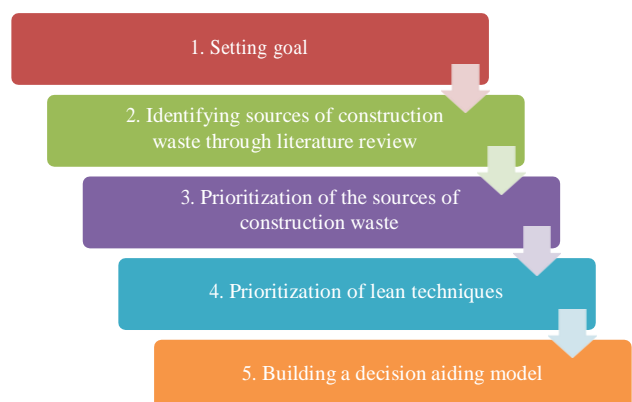 1. Setting goal
2. Identifying sources of construction
waste through literature review
3. Prioritization of the sources of
construction waste
4. Prioritization of lean techniques
5. Building a decision aiding model